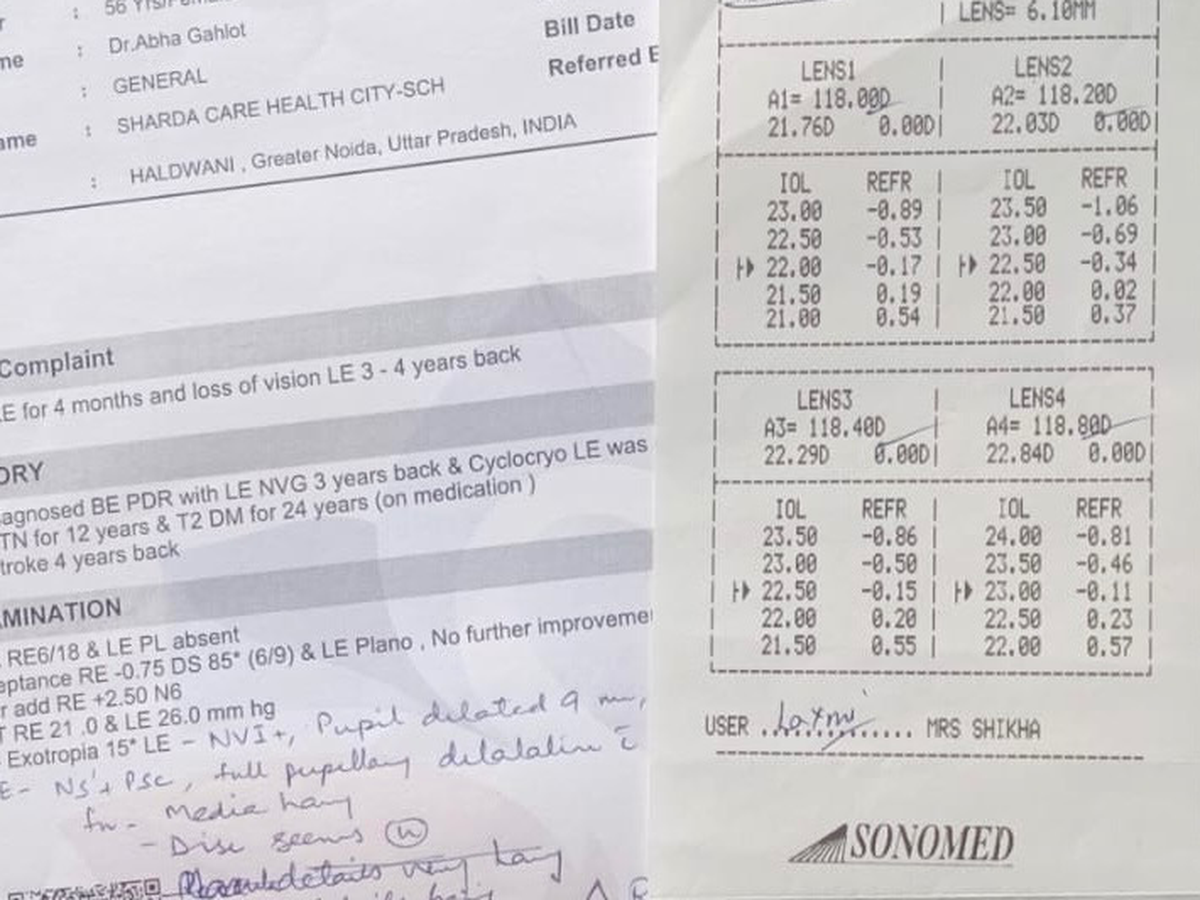 : 56 Yrs/
me : Dr.Abha Gahlot
Bill Date
: GENERAL
Referred
ame : SHARDA CARE HEALTH CITY-SCH
: HALDWANI , Greater Noida, Uttar Pradesh, INDIA
Complaint
E for 4 months and loss of vision LE 3 - 4 years back
ORY
agnosed BE PDR with LE NVG 3 years back & Cyclocryo LE was
TN for 12 years & T2 DM for 24 years (on medication )
troke 4 years back
MINATION
RE6/18 & LE PL absent
eptance RE -0.75 DS 85* (6/9) & LE Plano , No further improveme
r add RE +2.50 N6
T RE 21 .0 & LE 26.0 mm hg
Exotropia 15* LE - NVI+, Pupil dilated 9 mm,
E- NS + PSC, full pupillary dilatation
- Media hazy
- Disc seems (N)
details very hazy
| LENS= 6.10MM
LENS1 | LENS2
A1= 118.00D A2= 118.20D
21.76D 0.00D| 22.03D 0.00D|
IOL REFR | IOL REFR
23.00 -0.89 | 23.50 -1.06
22.50 -0.53 | 23.00 -0.69
22.00 -0.17 | 22.50 -0.34
21.50 0.19 | 22.00 0.02
21.00 0.54 | 21.50 0.37
LENS3 | LENS4
A3= 118.40D A4= 118.80D
22.29D 0.00D| 22.84D 0.00D|
IOL REFR | IOL REFR
23.50 -0.86 | 24.00 -0.81
23.00 -0.50 | 23.50 -0.46
22.50 -0.15 | 23.00 -0.11
22.00 0.20 | 22.50 0.23
21.50 0.55 | 22.00 0.57
USER ............... MRS SHIKHA
SONOMED